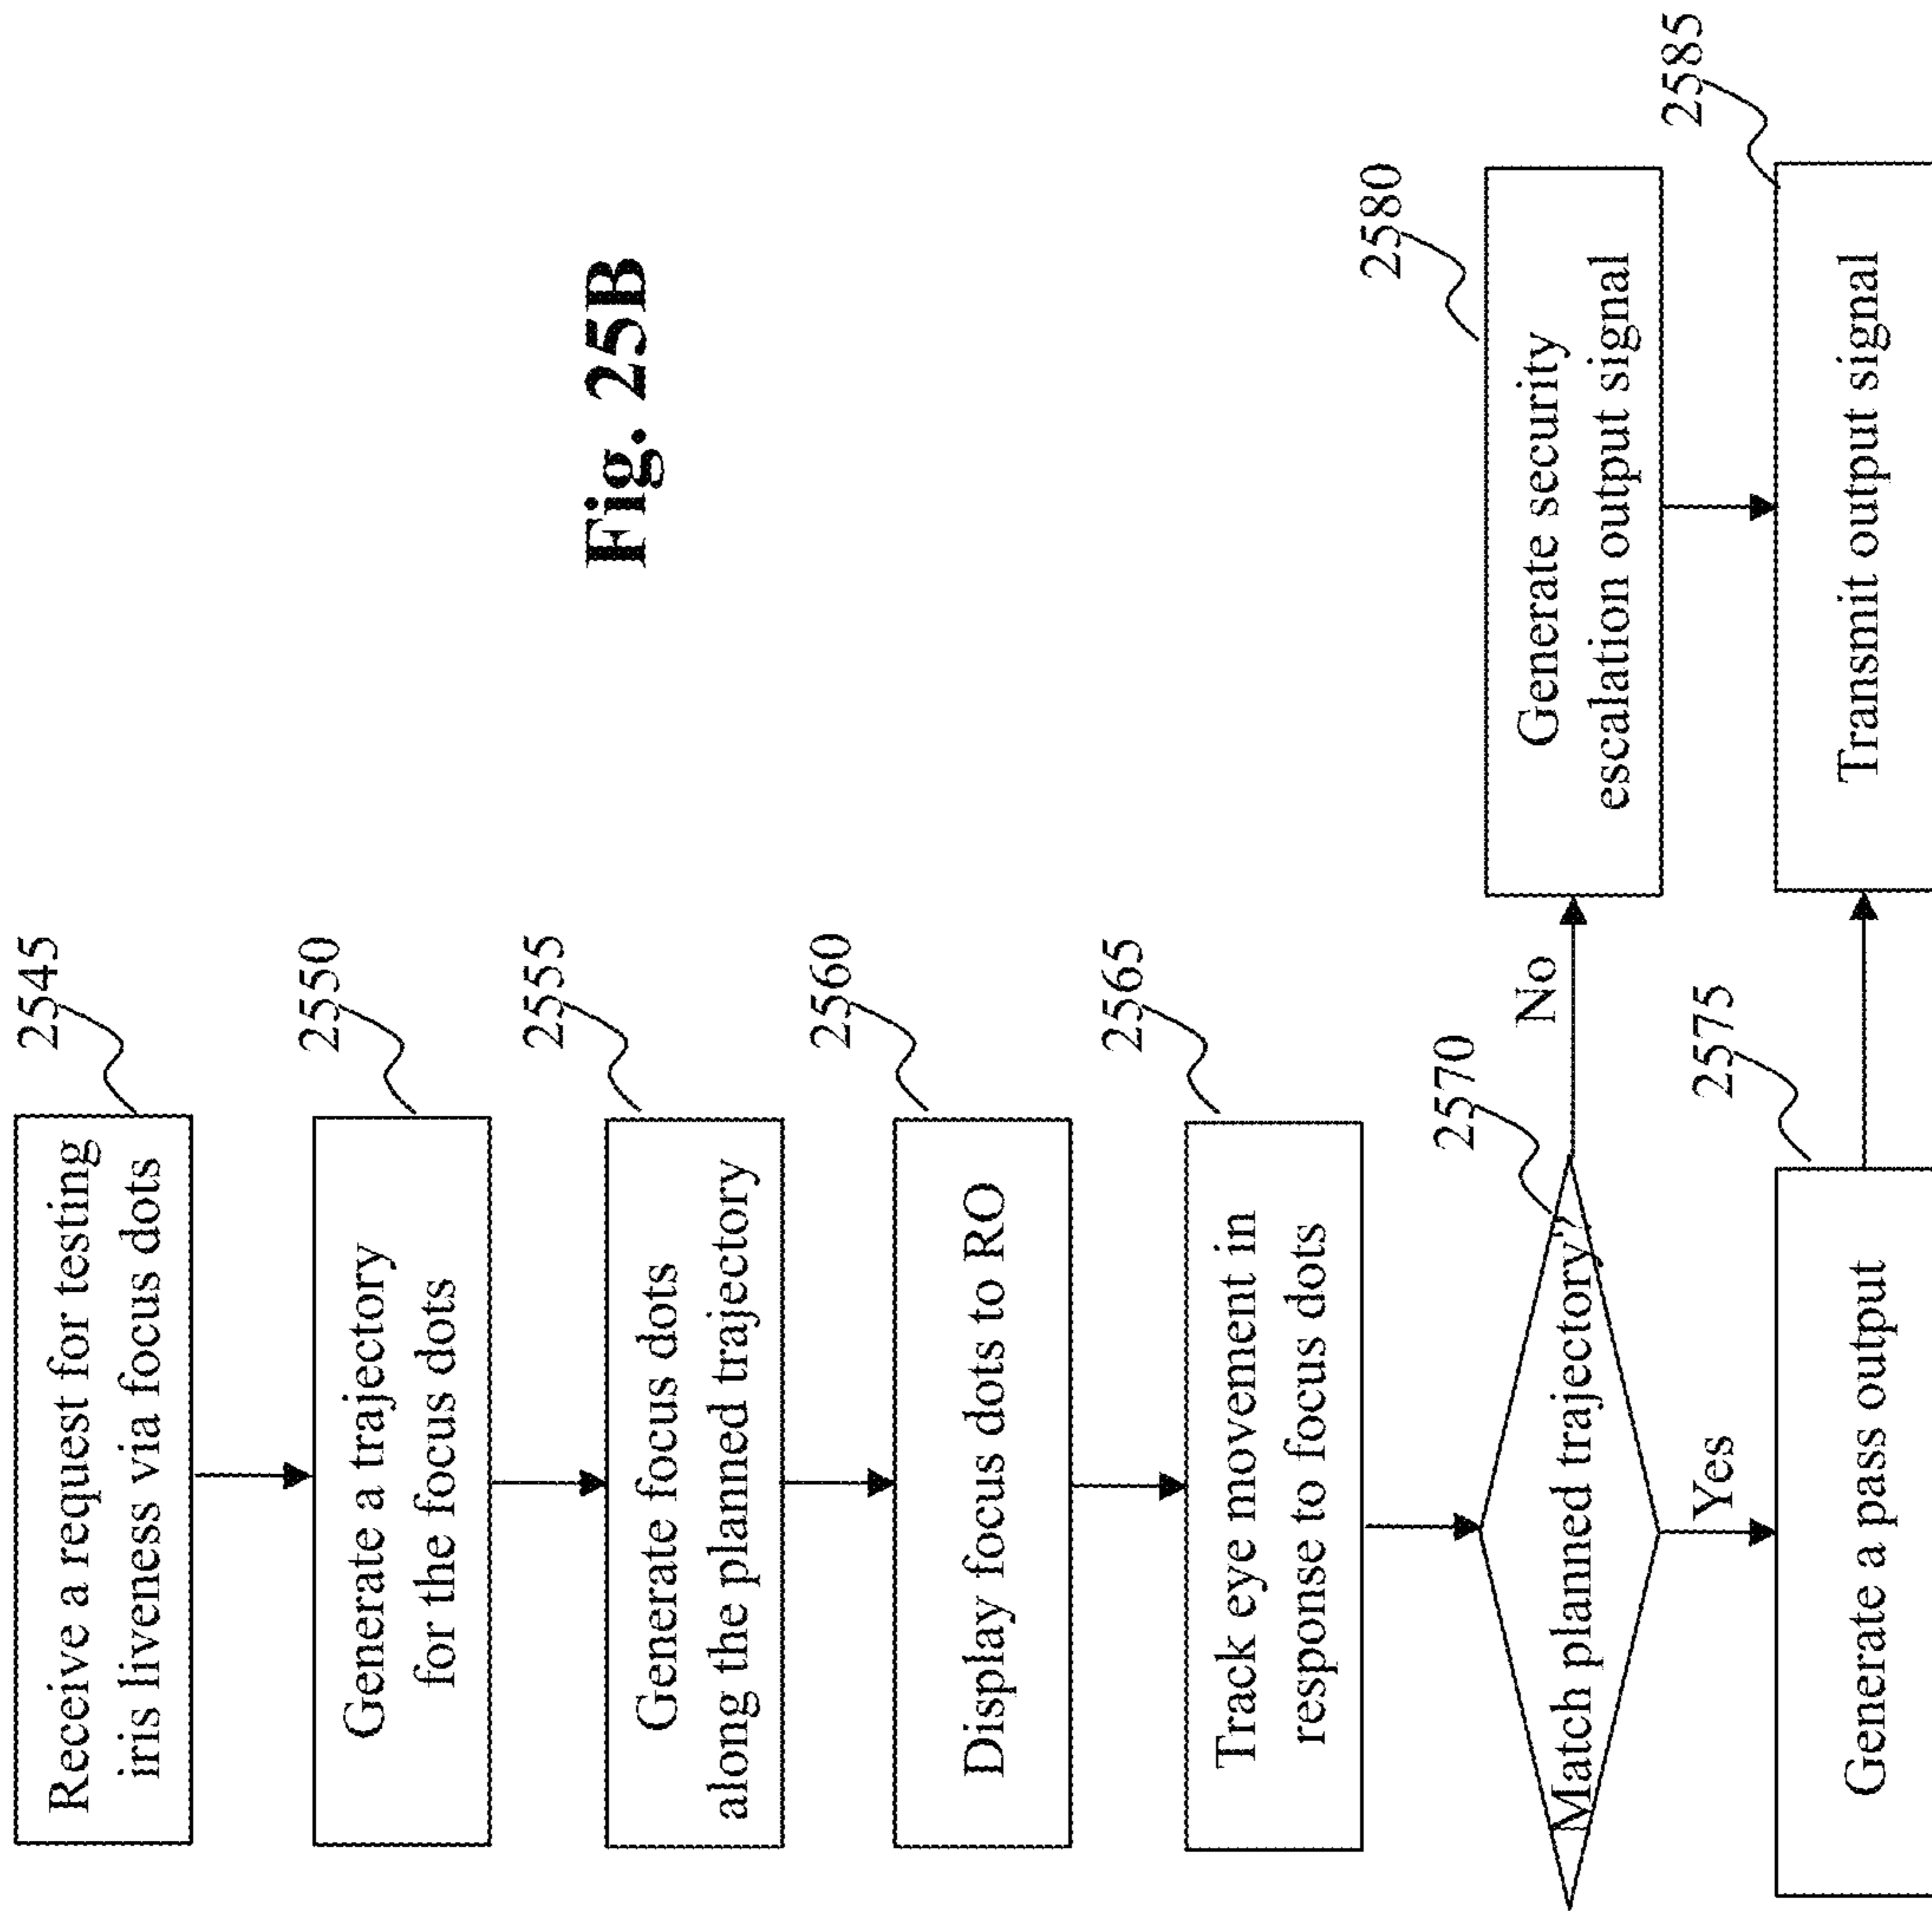 2545
Receive a request for testing
iris liveness via focus dots
2550
Generate a trajectory
for the focus dots
2555
Generate focus dots
along the planned trajectory
2560
Display focus dots to RO
2565
Track eye movement in
response to focus dots
2570
Match planned trajectory?
No
Yes
2575
Generate a pass output
2580
Generate security
escalation output signal
2585
Transmit output signal
Fig. 25B